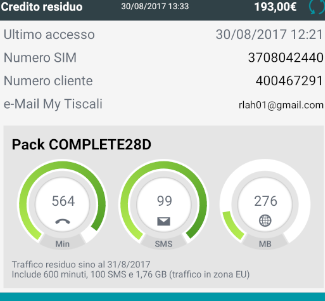 Credito residuo 30/08/2017 13:33 193,00€
Ultimo accesso 30/08/2017 12:21
Numero SIM 3708042440
Numero cliente 400467291
e-Mail My Tiscali rlah01@gmail.com
Pack COMPLETE28D
564 99 276
Min SMS MB
Traffico residuo sino al 31/8/2017
Include 600 minuti, 100 SMS e 1,76 GB (traffico in zona EU)